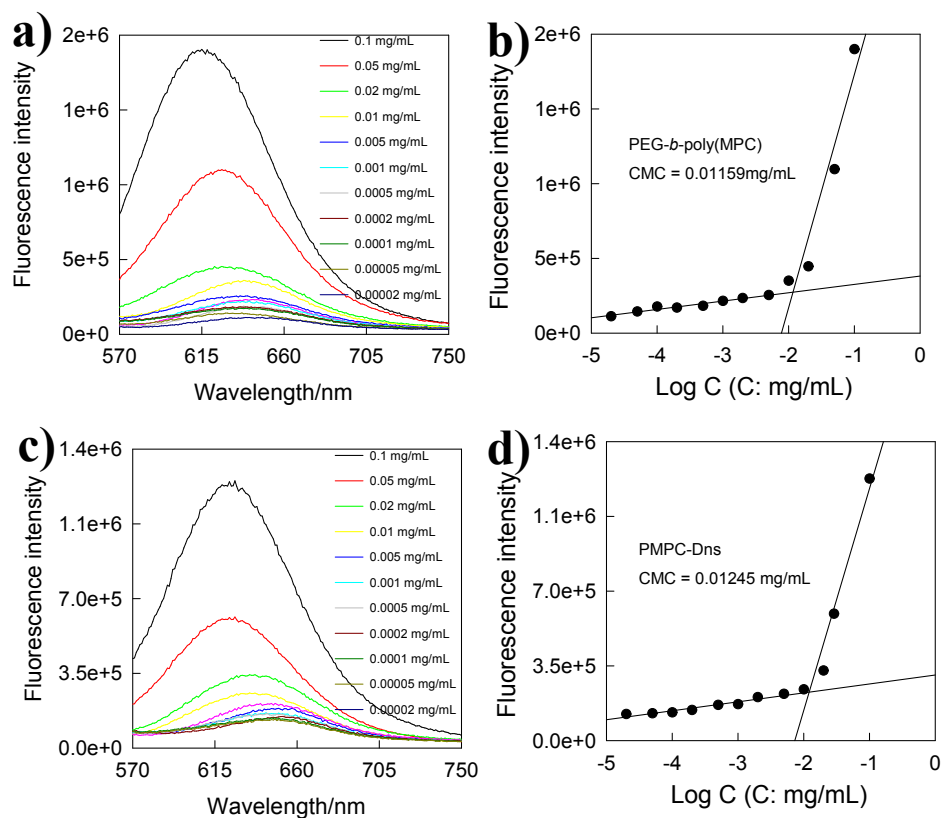 a)
Fluorescence intensity
2e+6
1e+6
1e+6
5e+5
0e+0
570 615 660 705 750
Wavelength/nm
0.1 mg/mL
0.05 mg/mL
0.02 mg/mL
0.01 mg/mL
0.005 mg/mL
0.001 mg/mL
0.0005 mg/mL
0.0002 mg/mL
0.0001 mg/mL
0.00005 mg/mL
0.00002 mg/mL
b)
Fluorescence intensity
2e+6
1e+6
1e+6
5e+5
0e+0
-5 -4 -3 -2 -1 0
Log C (C: mg/mL)
PEG-b-poly(MPC)
CMC = 0.01159mg/mL
c)
Fluorescence intensity
1.4e+6
1.1e+6
7.0e+5
3.5e+5
0.0e+0
570 615 660 705 750
Wavelength/nm
0.1 mg/mL
0.05 mg/mL
0.02 mg/mL
0.01 mg/mL
0.005 mg/mL
0.001 mg/mL
0.0005 mg/mL
0.0002 mg/mL
0.0001 mg/mL
0.00005 mg/mL
0.00002 mg/mL
d)
Fluorescence intensity
1.4e+6
1.1e+6
7.0e+5
3.5e+5
0.0e+0
-5 -4 -3 -2 -1 0
Log C (C: mg/mL)
PMPC-Dns
CMC = 0.01245 mg/mL